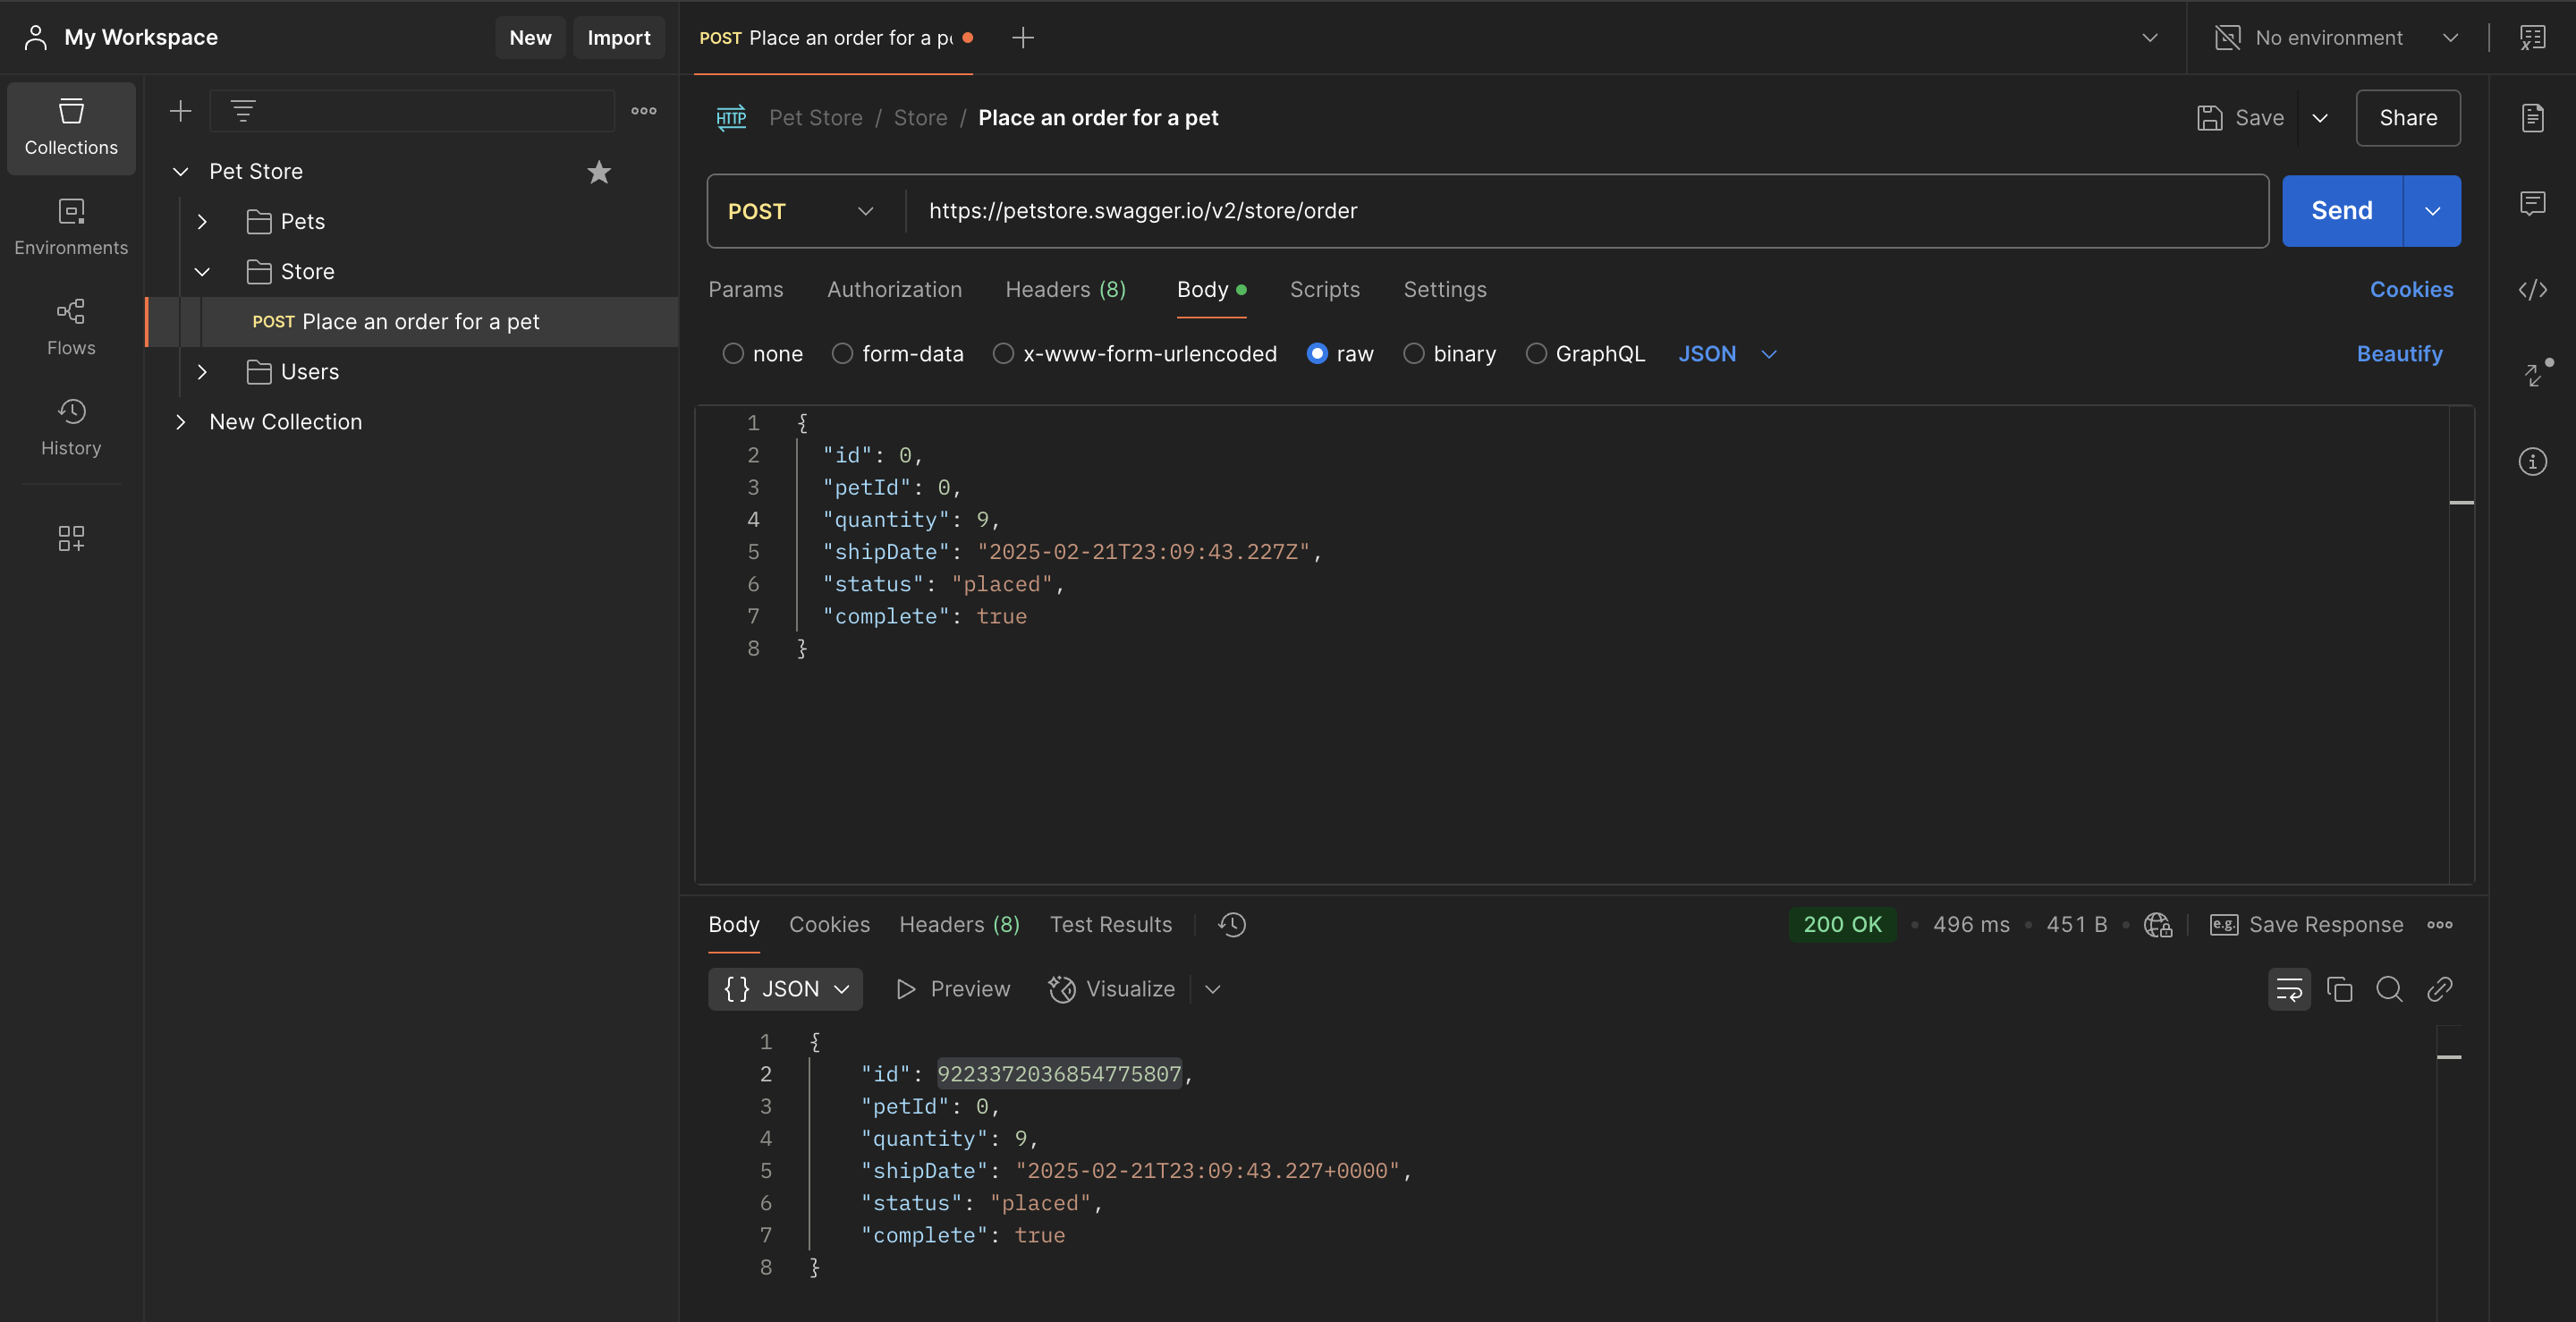 My Workspace
New
Import
POST Place an order for a
No environment
Collections
Environments
Flows
History
Pet Store
Pets
Store
POST Place an order for a pet
Users
New Collection
HTTP Pet Store / Store / Place an order for a pet
Save
Share
POST
https://petstore.swagger.io/v2/store/order
Send
Params Authorization Headers (8) Body Scripts Settings
Cookies
none form-data x-www-form-urlencoded raw binary GraphQL JSON
Beautify
1 {
2 "id": 0,
3 "petId": 0,
4 "quantity": 9,
5 "shipDate": "2025-02-21T23:09:43.227Z",
6 "status": "placed",
7 "complete": true
8 }
Body Cookies Headers (8) Test Results
200 OK • 496 ms • 451 B • e.g. Save Response
{} JSON Preview Visualize
1 {
2 "id": 9223372036854775807,
3 "petId": 0,
4 "quantity": 9,
5 "shipDate": "2025-02-21T23:09:43.227+0000",
6 "status": "placed",
7 "complete": true
8 }